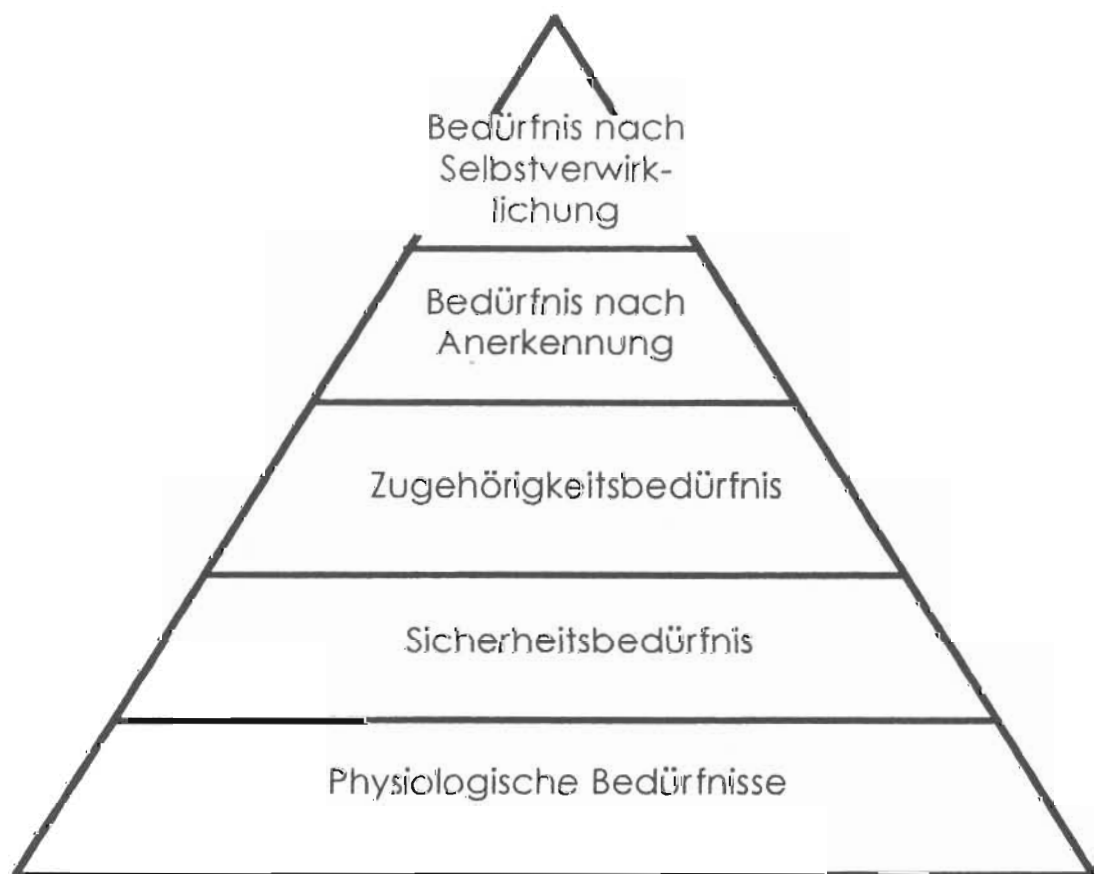 Bedürfnis nach
Selbstverwirk-
lichung
Bedürfnis nach
Anerkennung
Zugehörigkeitsbedürfnis
Sicherheitsbedürfnis
Physiologische Bedürfnisse